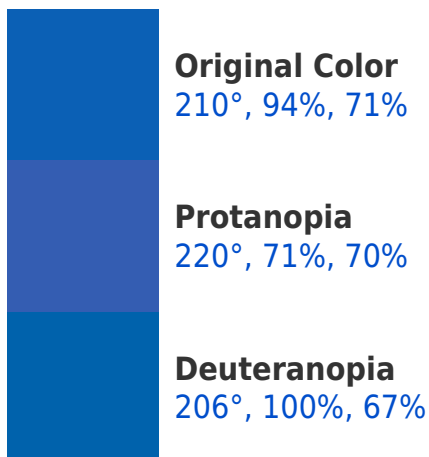 Original Color
210°, 94%, 71%
Protanopia
220°, 71%, 70%
Deuteranopia
206°, 100%, 67%